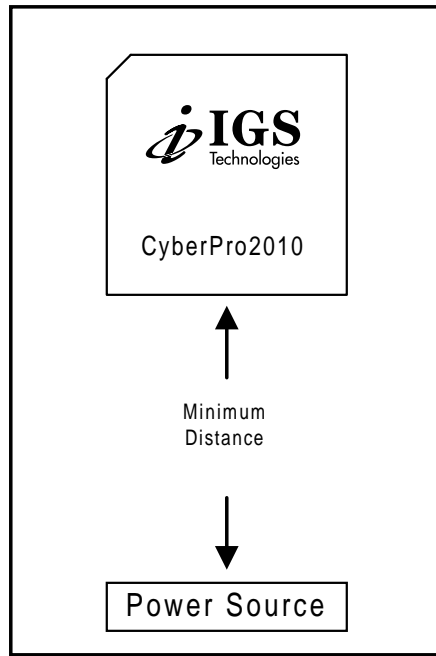 i IGS
Technologies
CyberPro2010
Minimum
Distance
Power Source